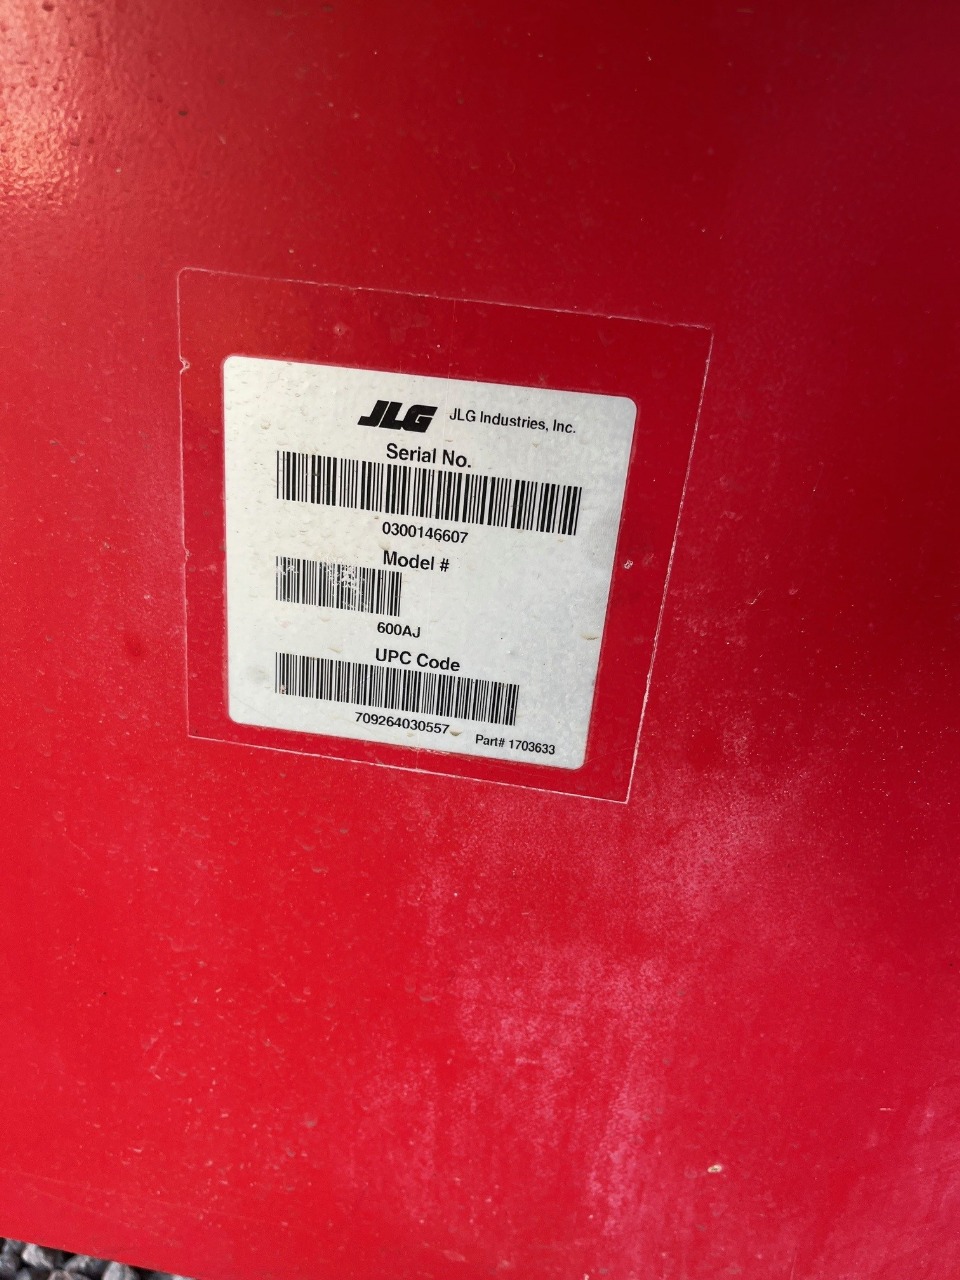 JLG JLG Industries, Inc.
Serial No.
0300146607
Model #
600AJ
UPC Code
709264030557
Part# 1703633